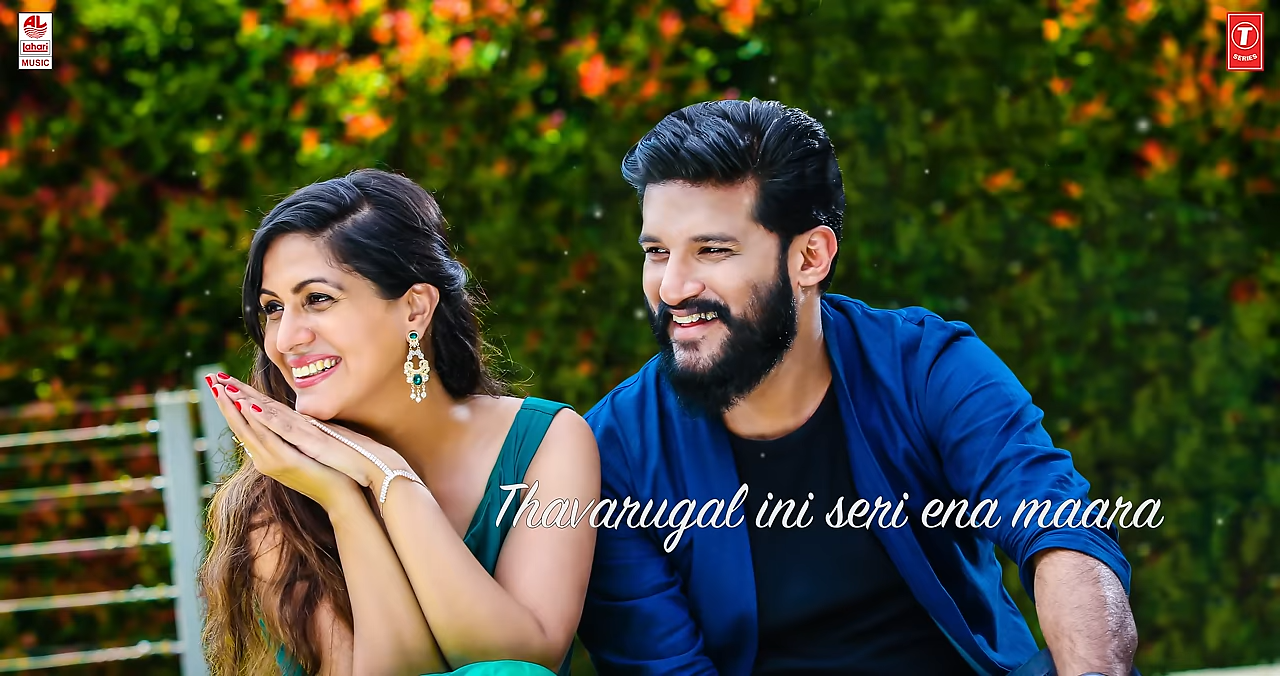 AL
lahari
MUSIC
T
SERIES
Thavarugal ini seri ena maara